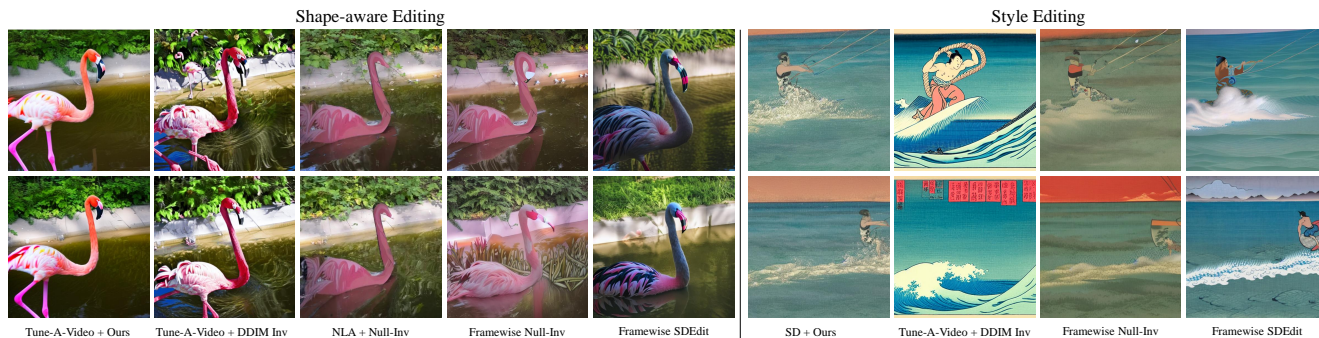 Shape-aware Editing
Style Editing
Tune-A-Video + Ours
Tune-A-Video + DDIM Inv
NLA + Null-Inv
Framewise Null-Inv
Framewise SDEdit
SD + Ours
Tune-A-Video + DDIM Inv
Framewise Null-Inv
Framewise SDEdit